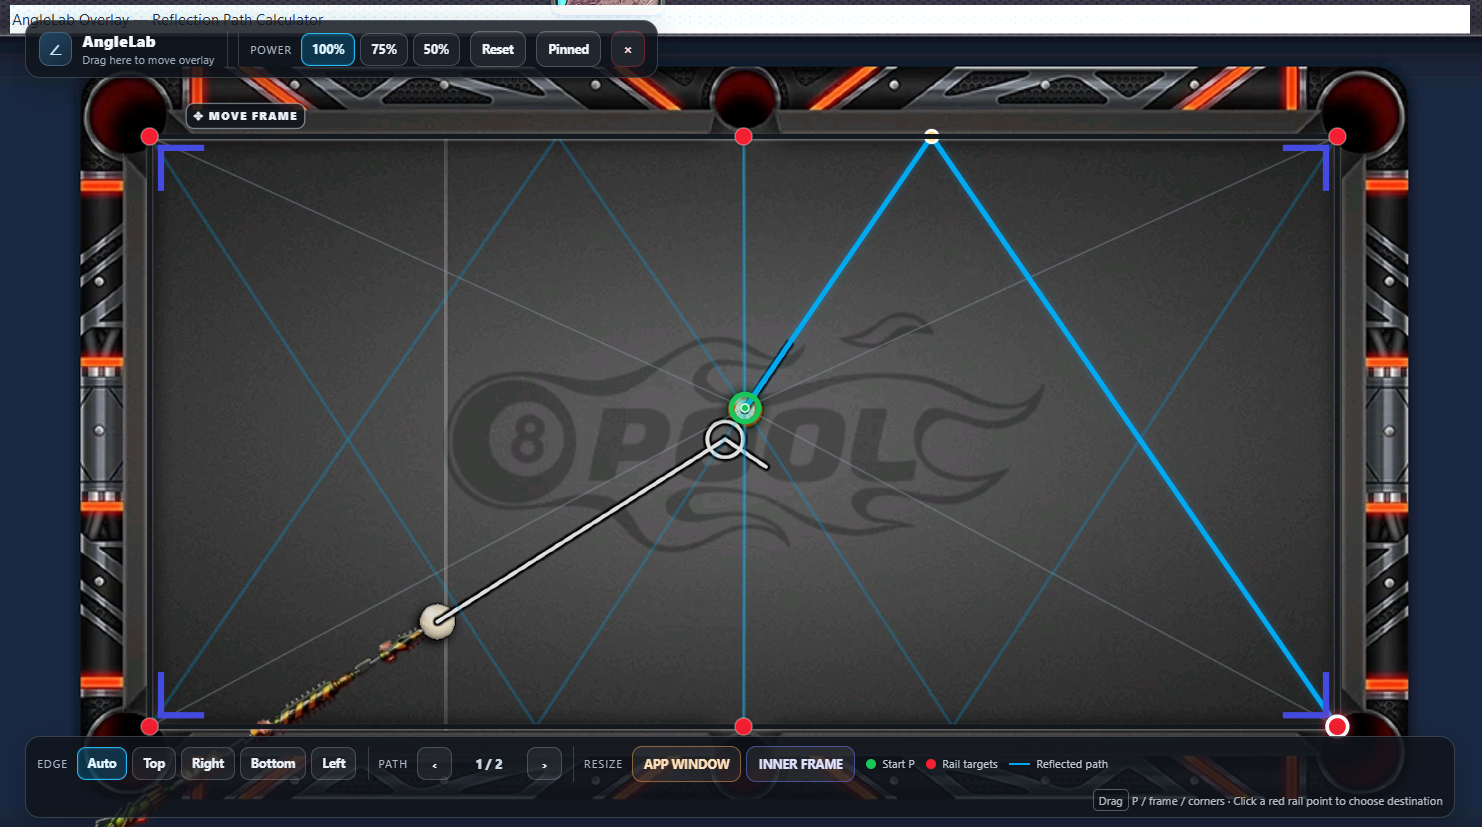 AngleLab Overlay Reflection Path Calculator
∠ AngleLab
Drag here to move overlay
POWER 100% 75% 50% Reset Pinned ×
✥ MOVE FRAME
8 POOL
EDGE Auto Top Right Bottom Left PATH ‹ 1 / 2 › RESIZE APP WINDOW INNER FRAME Start P Rail targets Reflected path
Drag P / frame / corners · Click a red rail point to choose destination